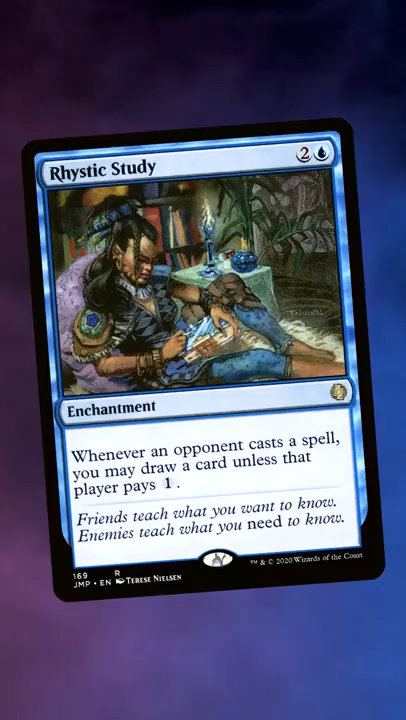 Rhystic Study 2
T. NIELSEN
Enchantment
Whenever an opponent casts a spell,
you may draw a card unless that
player pays 1.
Friends teach what you want to know.
Enemies teach what you need to know.
169 R
JMP • EN TERESE NIELSEN
™ & © 2020 Wizards of the Coast